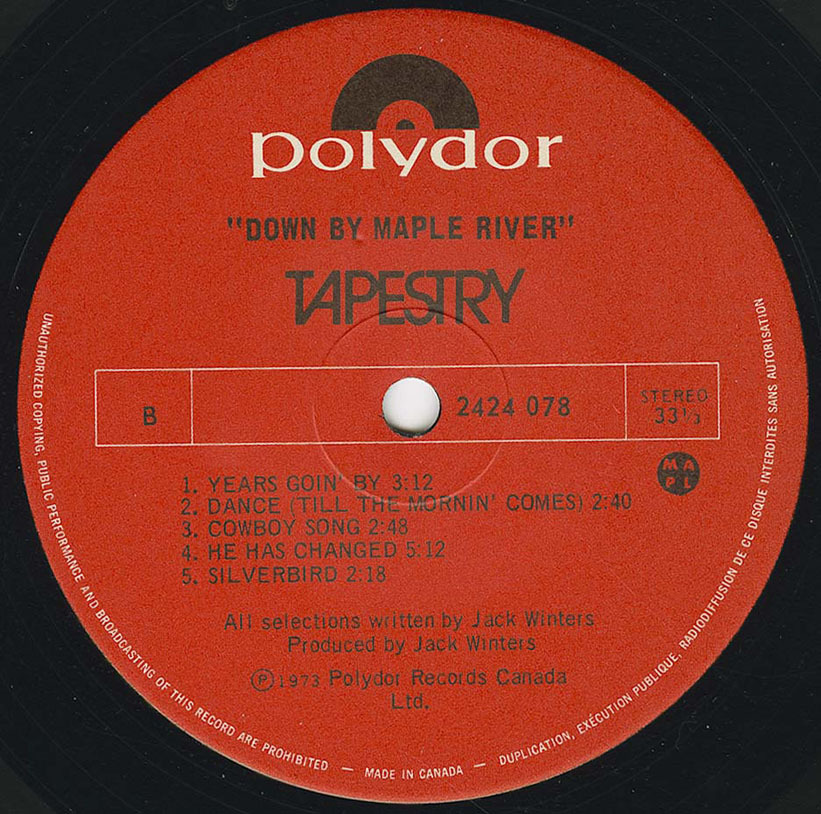 polydor
"DOWN BY MAPLE RIVER"
TAPESTRY
B
2424 078
STEREO
33⅓
MA
PL
1. YEARS GOIN' BY 3:12
2. DANCE (TILL THE MORNIN' COMES) 2:40
3. COWBOY SONG 2:48
4. HE HAS CHANGED 5:12
5. SILVERBIRD 2:18
All selections written by Jack Winters
Produced by Jack Winters
℗1973 Polydor Records Canada
Ltd.
UNAUTHORIZED COPYING, PUBLIC PERFORMANCE AND BROADCASTING OF THIS RECORD ARE PROHIBITED — MADE IN CANADA — DUPLICATION, EXÉCUTION PUBLIQUE, RADIODIFFUSION DE CE DISQUE INTERDITES SANS AUTORISATION